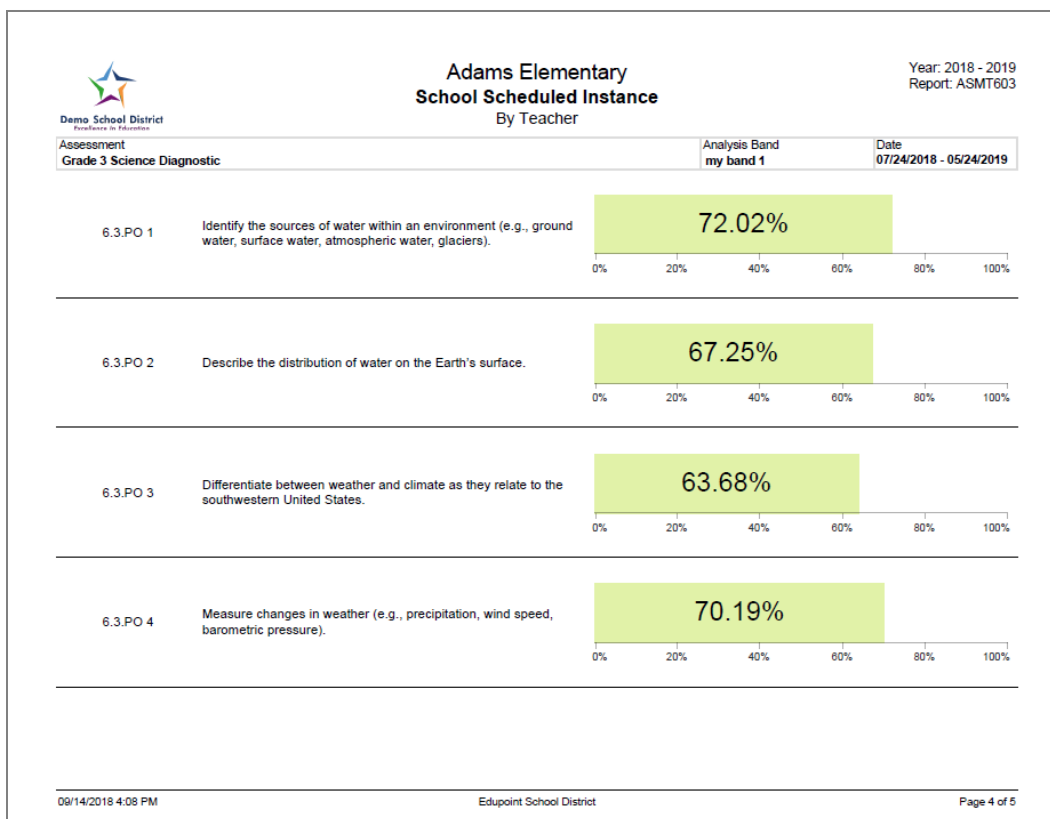 Adams Elementary
School Scheduled Instance
By Teacher
Year: 2018 - 2019
Report: ASMT603
Demo School District
Excellence in Education
Assessment
Grade 3 Science Diagnostic
Analysis Band
my band 1
Date
07/24/2018 - 05/24/2019
6.3.PO 1
Identify the sources of water within an environment (e.g., ground
water, surface water, atmospheric water, glaciers).
72.02%
0% 20% 40% 60% 80% 100%
6.3.PO 2
Describe the distribution of water on the Earth's surface.
67.25%
0% 20% 40% 60% 80% 100%
6.3.PO 3
Differentiate between weather and climate as they relate to the
southwestern United States.
63.68%
0% 20% 40% 60% 80% 100%
6.3.PO 4
Measure changes in weather (e.g., precipitation, wind speed,
barometric pressure).
70.19%
0% 20% 40% 60% 80% 100%
09/14/2018 4:08 PM
Edupoint School District
Page 4 of 5